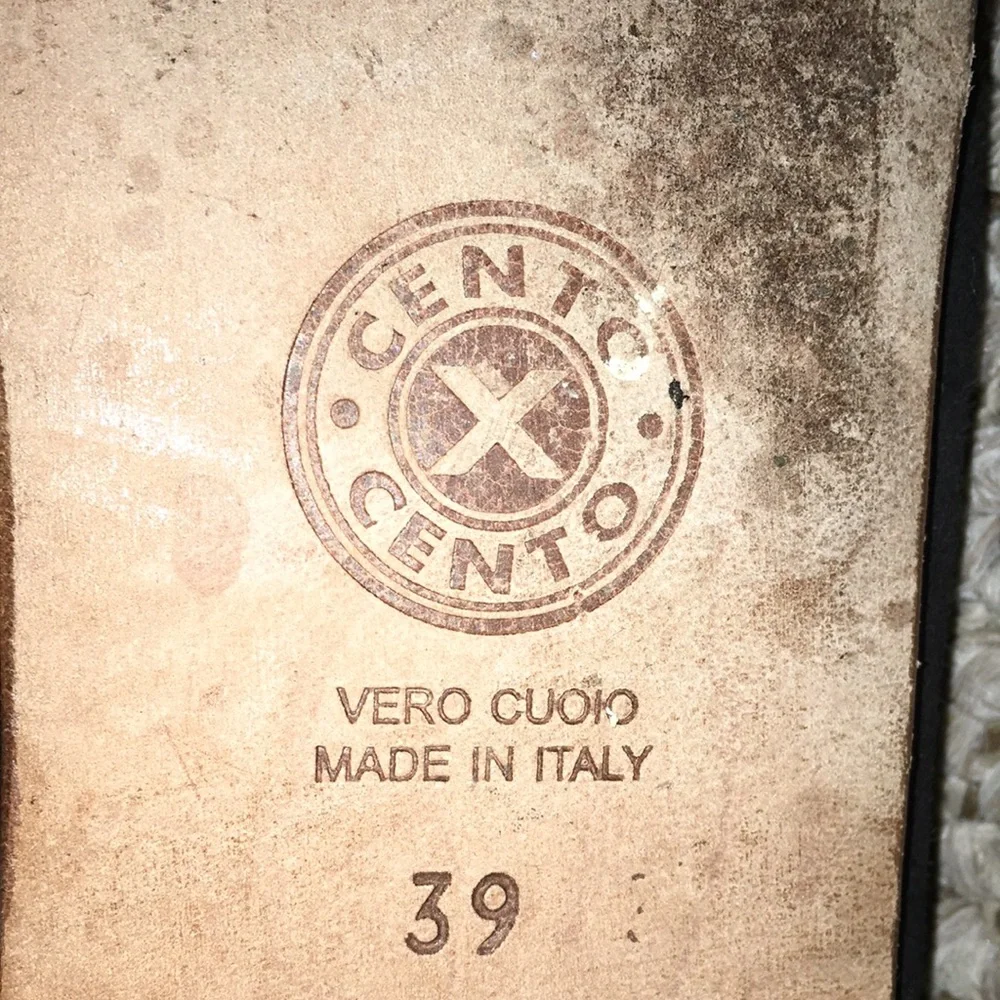 CENTO
X
CENTO
VERO CUOIO
MADE IN ITALY
39